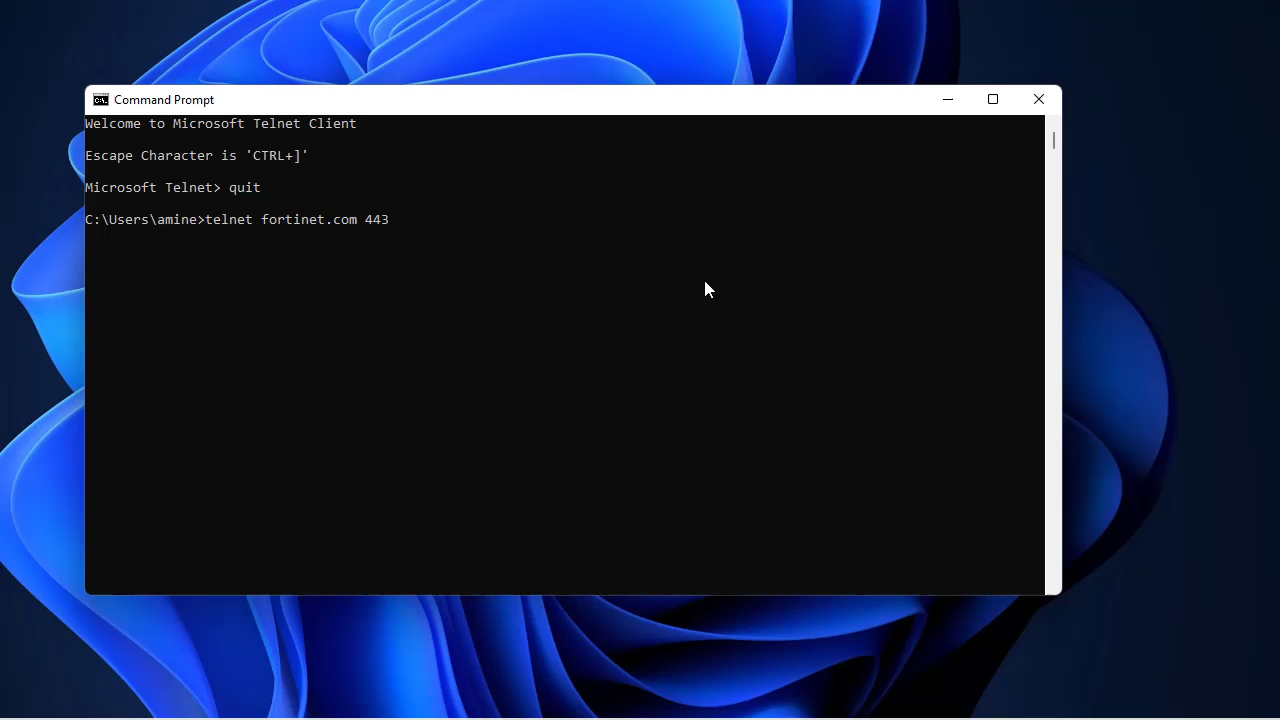 Command Prompt
Welcome to Microsoft Telnet Client
Escape Character is 'CTRL+]'
Microsoft Telnet> quit
C:\Users\amine>telnet fortinet.com 443